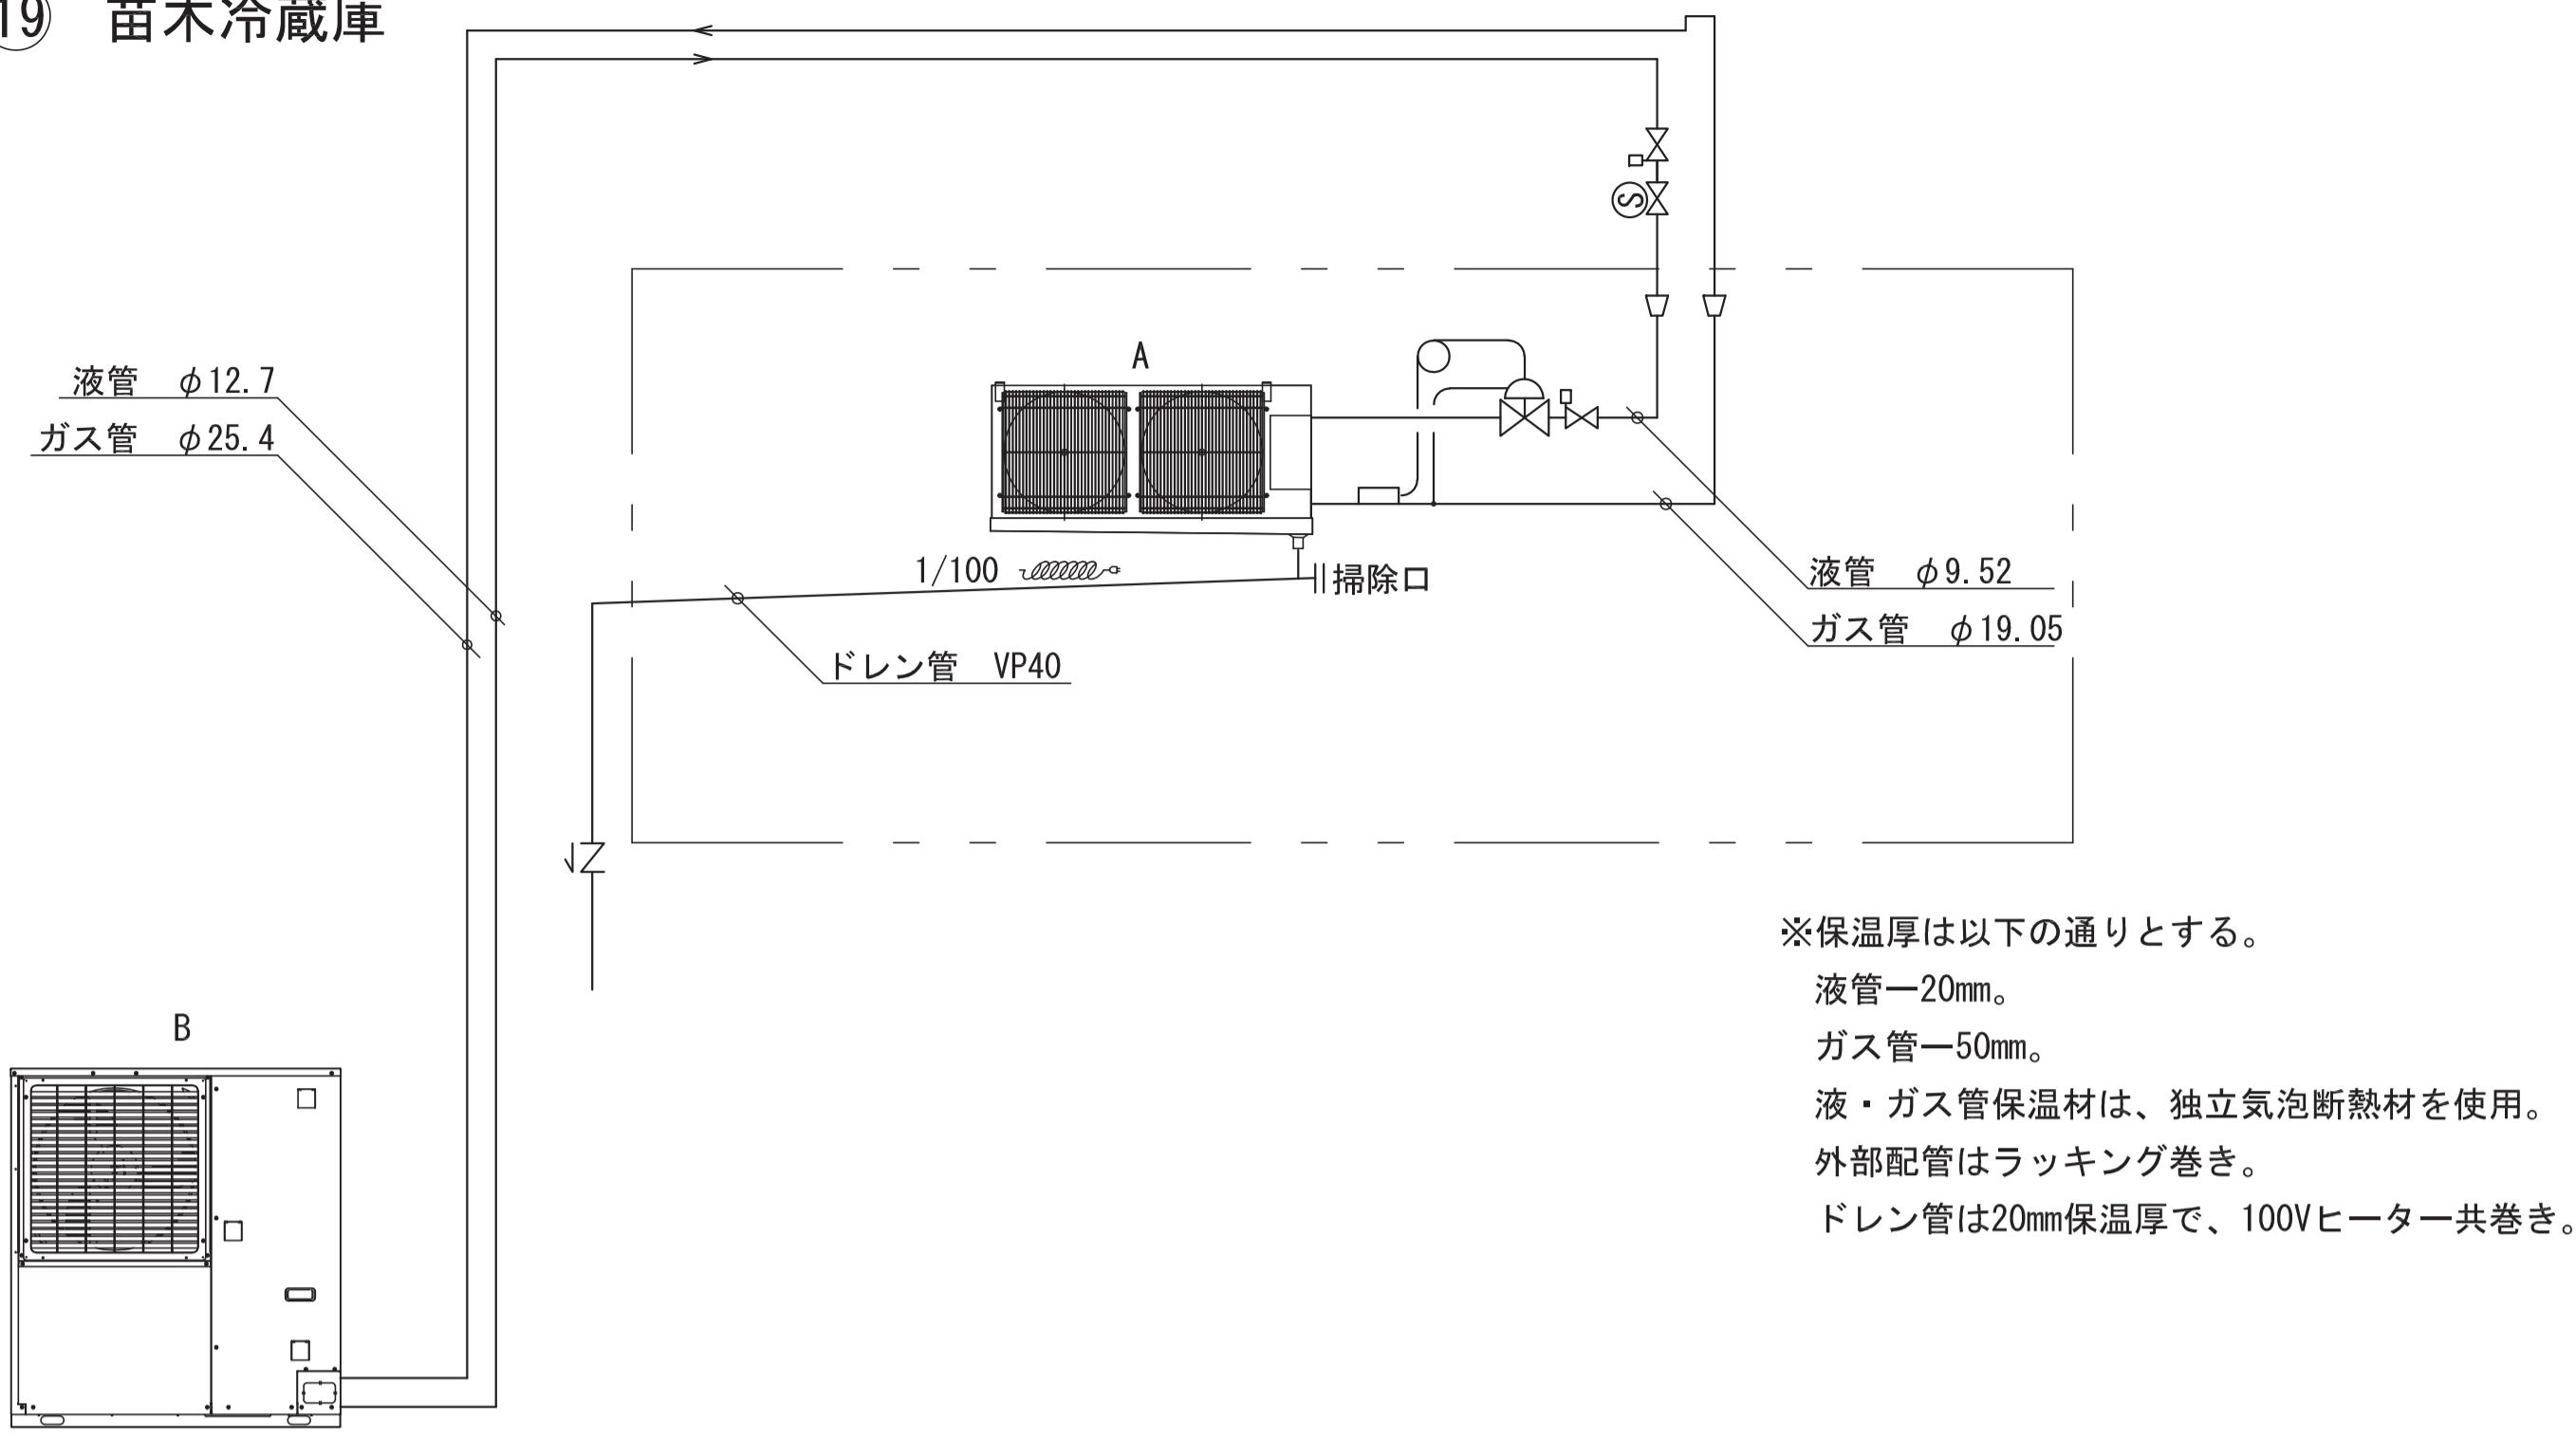 ⑲ 苗木冷蔵庫
S
A
液管 φ12.7
ガス管 φ25.4
1/100
掃除口
液管 φ9.52
ガス管 φ19.05
ドレン管 VP40
※保温厚は以下の通りとする。
液管ー20mm。
ガス管ー50mm。
液・ガス管保温材は、独立気泡断熱材を使用。
外部配管はラッキング巻き。
ドレン管は20mm保温厚で、100Vヒーター共巻き。
B